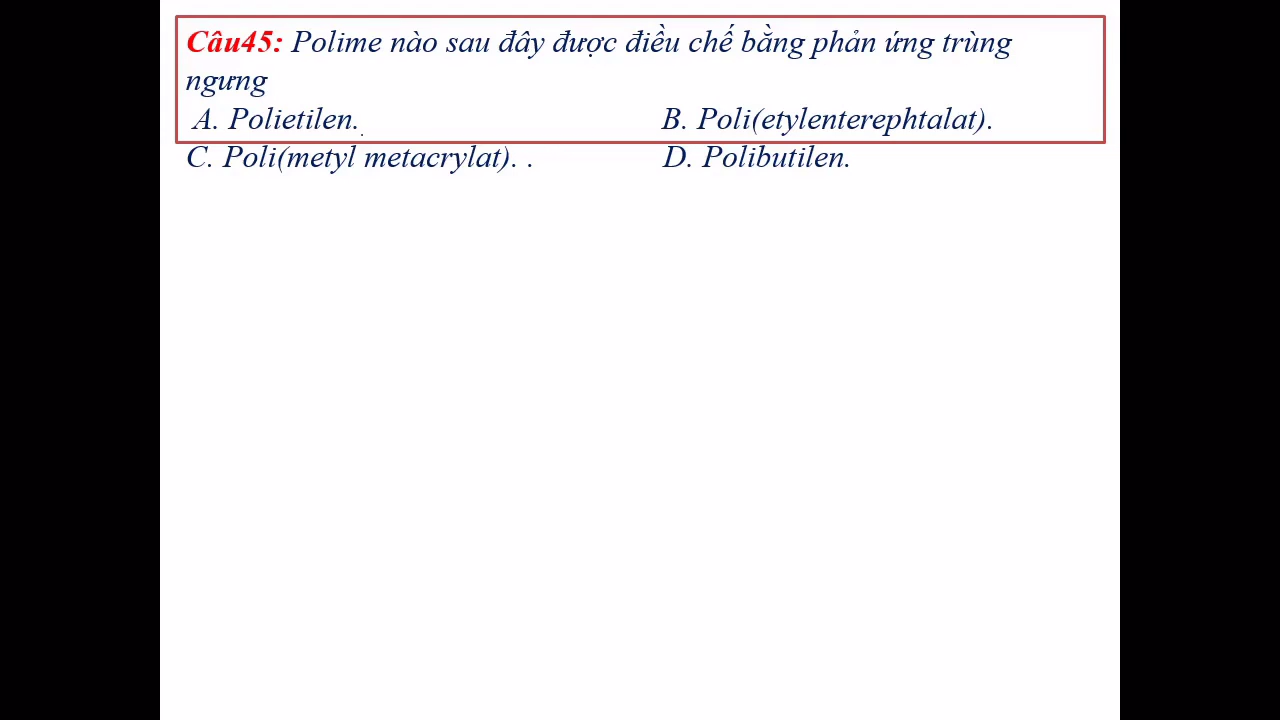 Câu45: Polime nào sau đây được điều chế bằng phản ứng trùng
ngưng
A. Polietilen. B. Poli(etylenterephtalat).
C. Poli(metyl metacrylat). . D. Polibutilen.